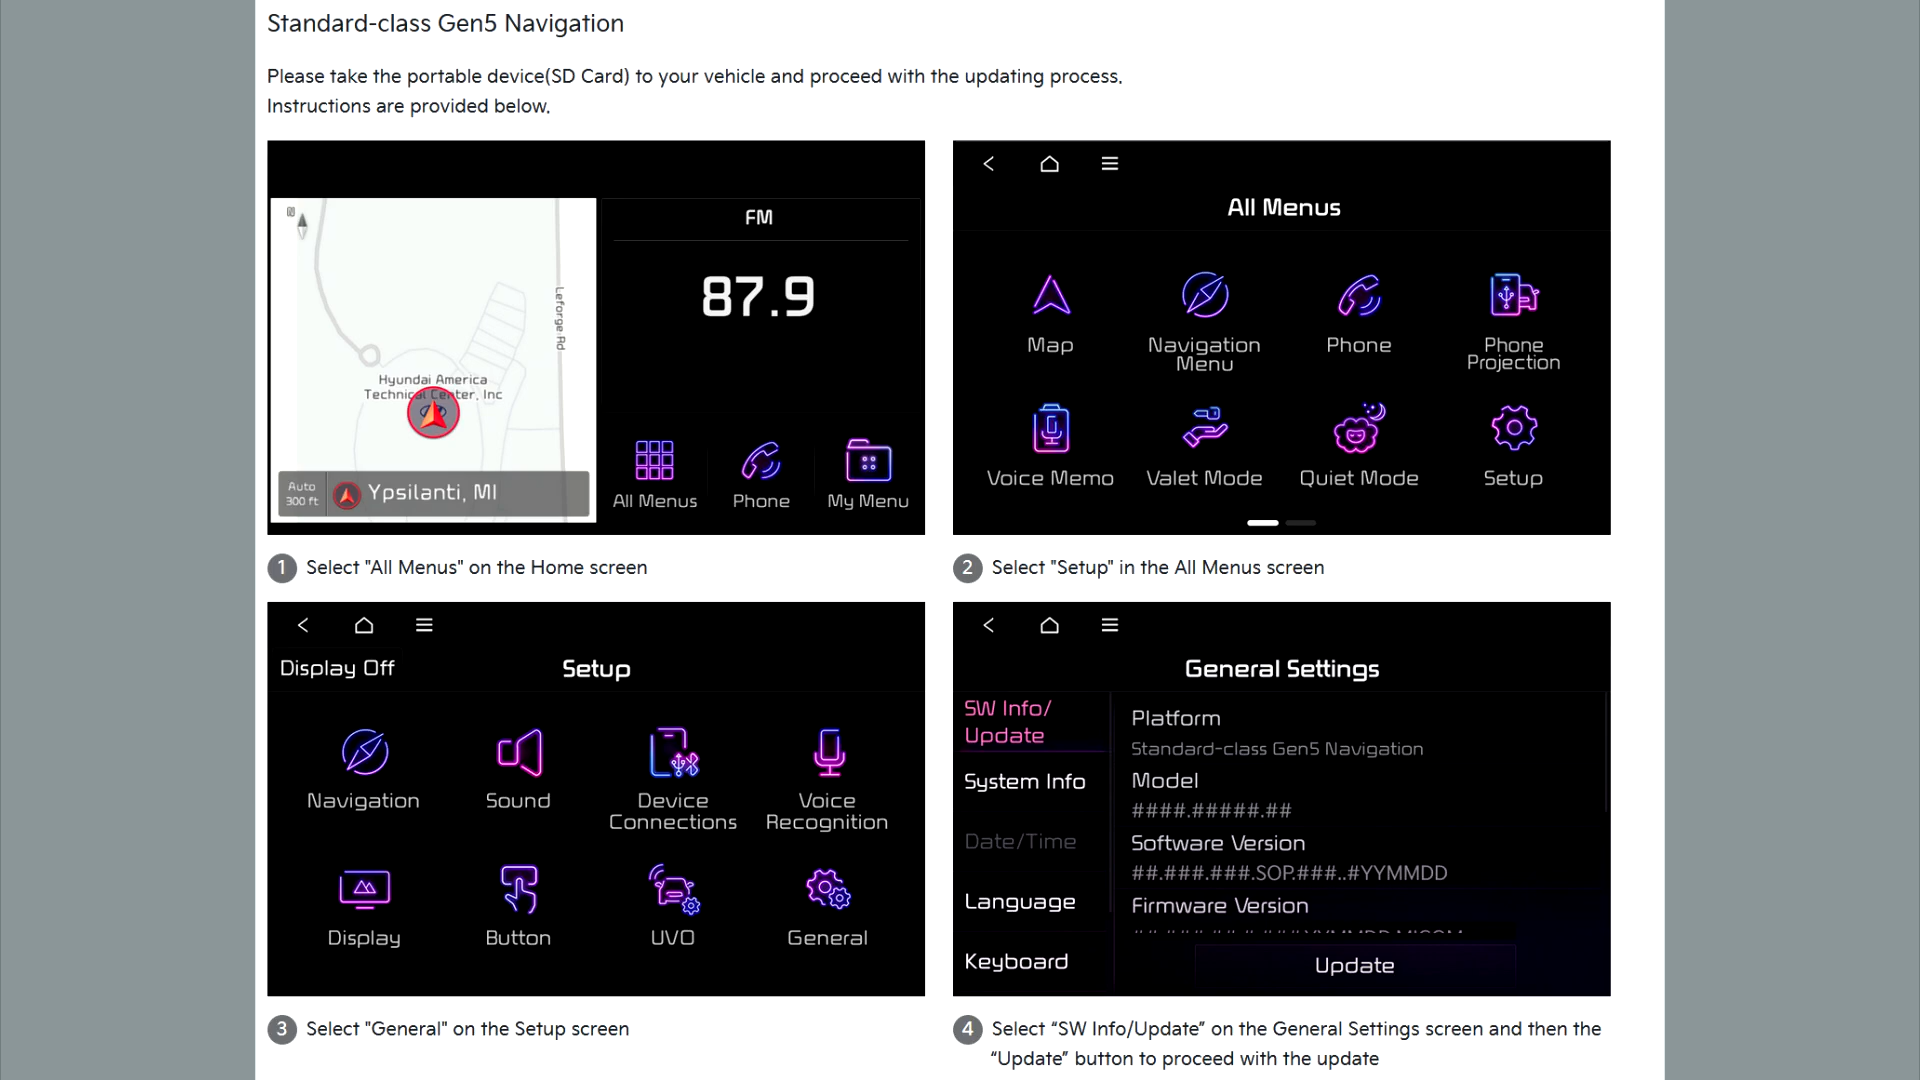 Standard-class Gen5 Navigation
Please take the portable device(SD Card) to your vehicle and proceed with the updating process.
Instructions are provided below.
FM
87.9
Leforge Rd
Hyundai America
Technical Center, Inc
Auto
300 ft
Ypsilanti, MI
All Menus
Phone
My Menu
All Menus
Map
Navigation
Menu
Phone
Phone
Projection
Voice Memo
Valet Mode
Quiet Mode
Setup
1 Select "All Menus" on the Home screen
2 Select "Setup" in the All Menus screen
Display Off
Setup
Navigation
Sound
Device
Connections
Voice
Recognition
Display
Button
UVO
General
General Settings
SW Info/
Update
System Info
Date/Time
Language
Keyboard
Platform
Standard-class Gen5 Navigation
Model
####.#####.##
Software Version
##.###.###.SOP.###..#YYMMDD
Firmware Version
Update
3 Select "General" on the Setup screen
4 Select “SW Info/Update” on the General Settings screen and then the
“Update” button to proceed with the update